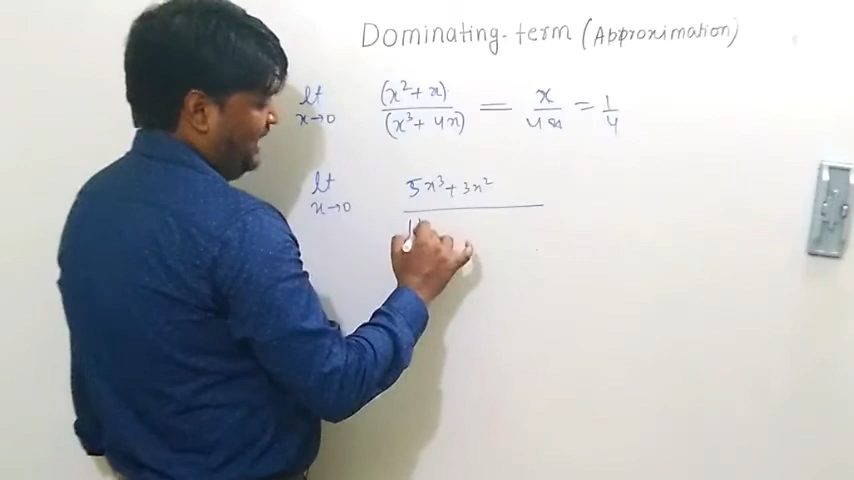 Dominating-term (Approximation)
lt x→0 (x²+x) / (x³+4x) = x / 4x = 1/4
lt x→0 5x³+3x²